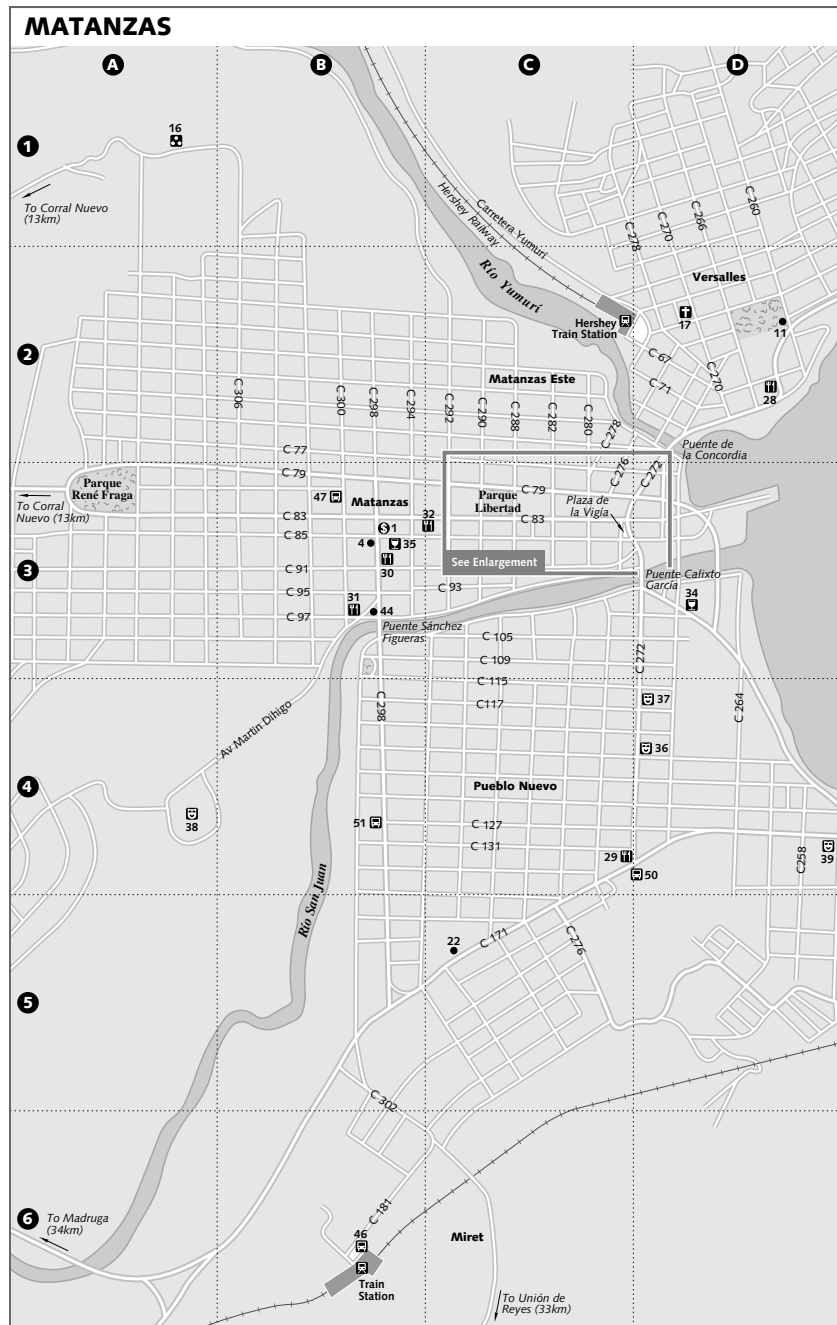 MATANZAS
A
B
C
D
1
16
To Corral Nuevo
(13km)
Hershey Railway
Carretera Yumurí
Río Yumurí
C 278
C 270
C 266
C 260
Versalles
17
11
Hershey
Train Station
2
C 67
C 71
C 270
28
Matanzas Este
C 306
C 300
C 298
C 294
C 292
C 290
C 288
C 282
C 280
C 278
C 77
Puente de
la Concordia
C 79
C 276
C 272
Parque
René Fraga
47
Matanzas
32
Parque
Libertad
C 79
Plaza de
la Vigía
To Corral
Nuevo (13km)
C 83
C 83
1
C 85
4
35
See Enlargement
3
C 91
30
Puente Calixto
García
C 95
31
C 93
34
C 97
44
Puente Sánchez
Figueras
C 105
C 109
C 272
C 115
C117
37
C 298
C 264
Av Martín Dihigo
36
4
Pueblo Nuevo
38
51
C 127
C 131
29
C258
39
50
Río San Juan
22
C 171
C 276
5
C 302
6
C 181
To Madruga
(34km)
46
Miret
Train
Station
To Unión de
Reyes (33km)